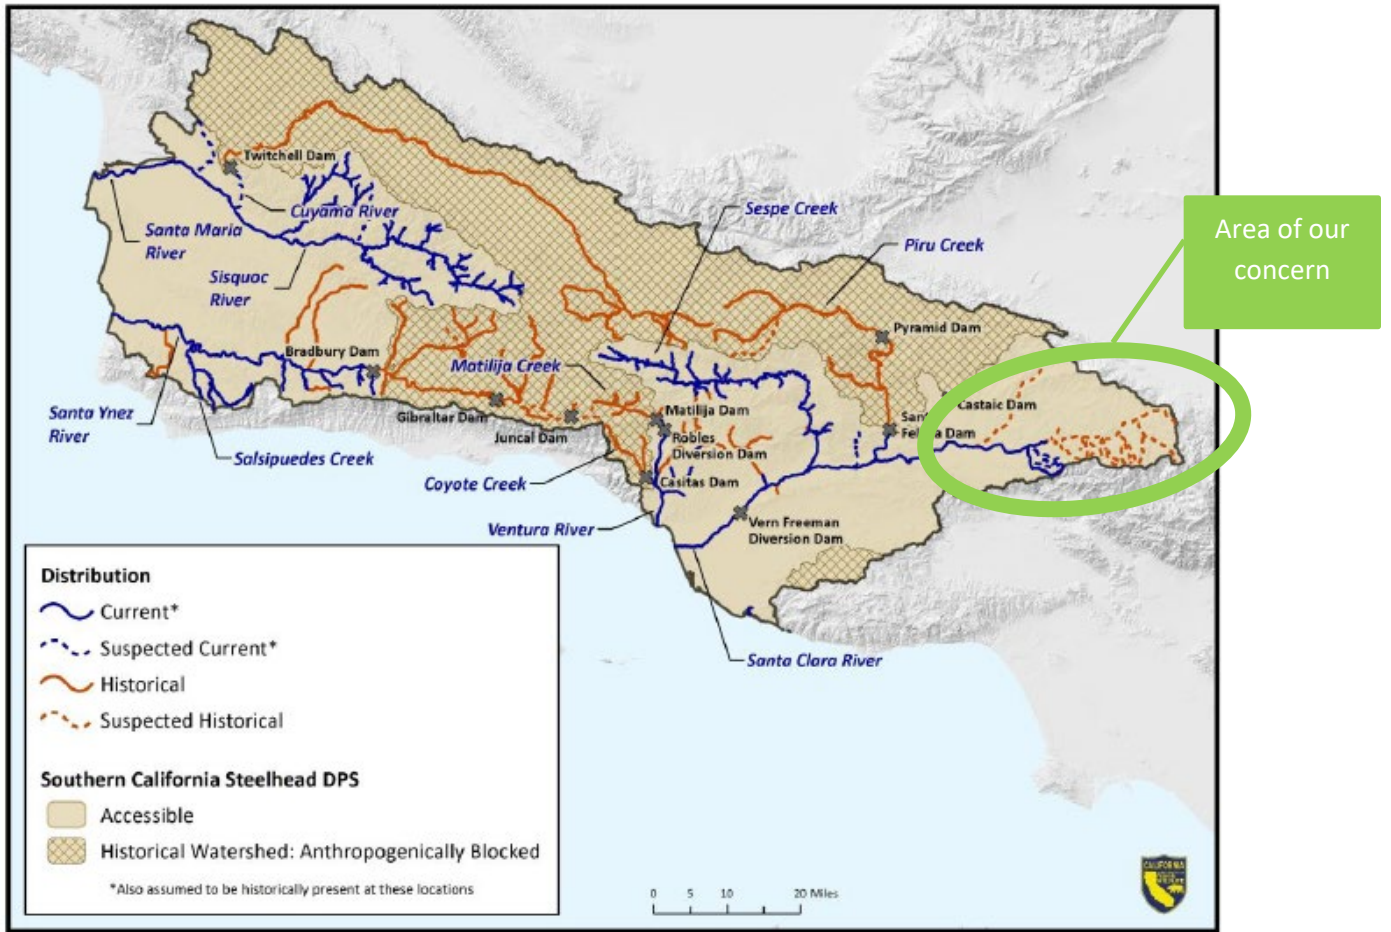 Twitchell Dam
Cuyama River
Santa Maria
River
Sisquoc
River
Sespe Creek
Piru Creek
Area of our
concern
Pyramid Dam
Bradbury Dam
Matilija Creek
Santa Ynez
River
Gibraltar Dam
Juncal Dam
Salsipuedes Creek
Coyote Creek
Matilija Dam
Robles
Diversion Dam
Casitas Dam
Castaic Dam
Ventura River
Vern Freeman
Diversion Dam
Santa Clara River
Distribution
Current*
Suspected Current*
Historical
Suspected Historical
Southern California Steelhead DPS
Accessible
Historical Watershed: Anthropogenically Blocked
*Also assumed to be historically present at these locations
0 5 10 20 Miles
CALIFORNIA